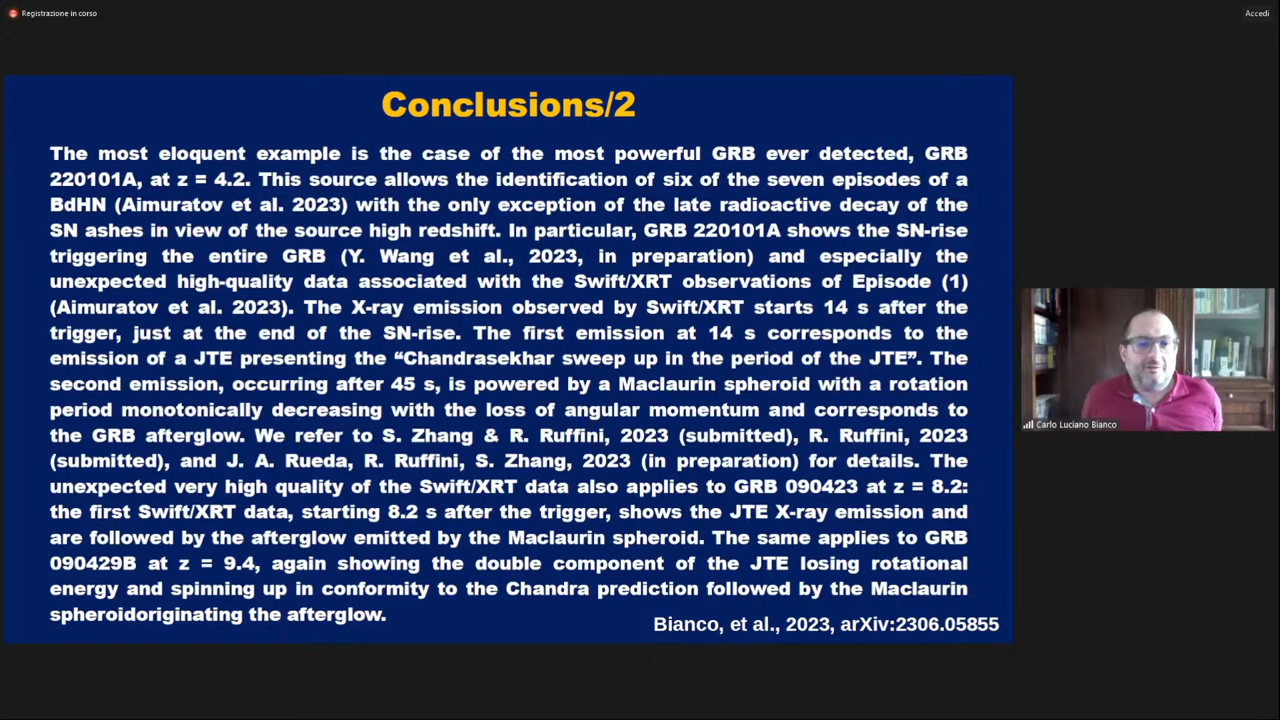 Registrazione in corso
Accedi
Conclusions/2
The most eloquent example is the case of the most powerful GRB ever detected, GRB
220101A, at z = 4.2. This source allows the identification of six of the seven episodes of a
BdHN (Aimuratov et al. 2023) with the only exception of the late radioactive decay of the
SN ashes in view of the source high redshift. In particular, GRB 220101A shows the SN-rise
triggering the entire GRB (Y. Wang et al., 2023, in preparation) and especially the
unexpected high-quality data associated with the Swift/XRT observations of Episode (1)
(Aimuratov et al. 2023). The X-ray emission observed by Swift/XRT starts 14 s after the
trigger, just at the end of the SN-rise. The first emission at 14 s corresponds to the
emission of a JTE presenting the “Chandrasekhar sweep up in the period of the JTE”. The
second emission, occurring after 45 s, is powered by a Maclaurin spheroid with a rotation
period monotonically decreasing with the loss of angular momentum and corresponds to
the GRB afterglow. We refer to S. Zhang & R. Ruffini, 2023 (submitted), R. Ruffini, 2023
(submitted), and J. A. Rueda, R. Ruffini, S. Zhang, 2023 (in preparation) for details. The
unexpected very high quality of the Swift/XRT data also applies to GRB 090423 at z = 8.2:
the first Swift/XRT data, starting 8.2 s after the trigger, shows the JTE X-ray emission and
are followed by the afterglow emitted by the Maclaurin spheroid. The same applies to GRB
090429B at z = 9.4, again showing the double component of the JTE losing rotational
energy and spinning up in conformity to the Chandra prediction followed by the Maclaurin
spheroidoriginating the afterglow.
Bianco, et al., 2023, arXiv:2306.05855
Carlo Luciano Bianco